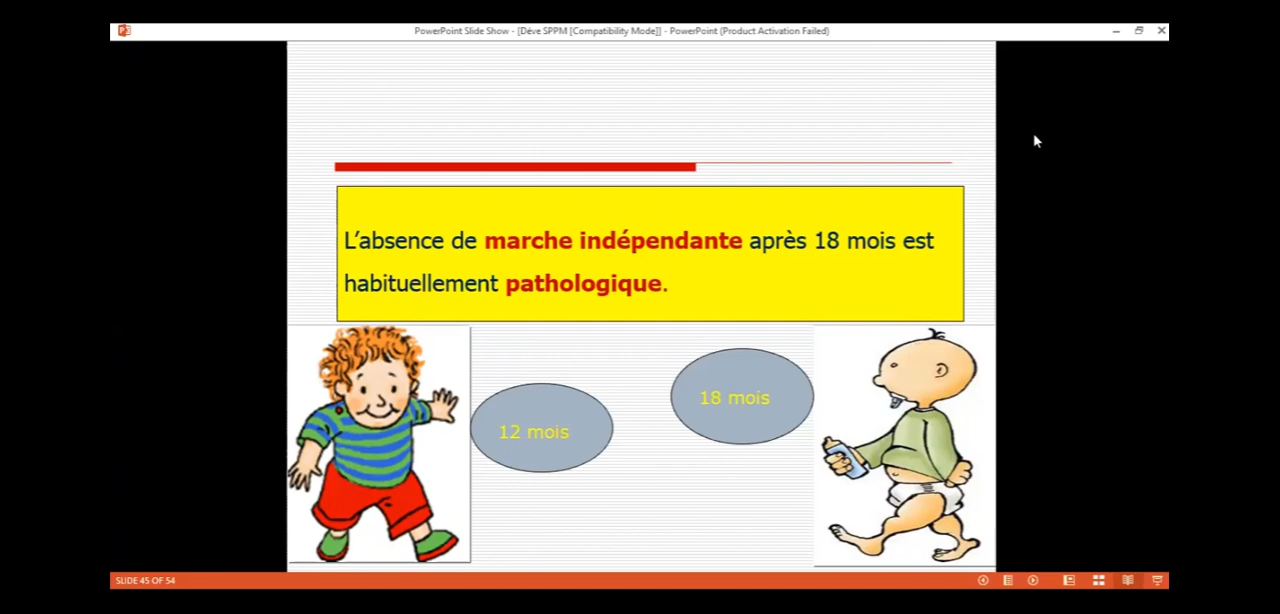 PowerPoint Slide Show - [Déve SPPM [Compatibility Mode]] - PowerPoint (Product Activation Failed)
L'absence de marche indépendante après 18 mois est
habituellement pathologique.
18 mois
12 mois
SLIDE 45 OF 54